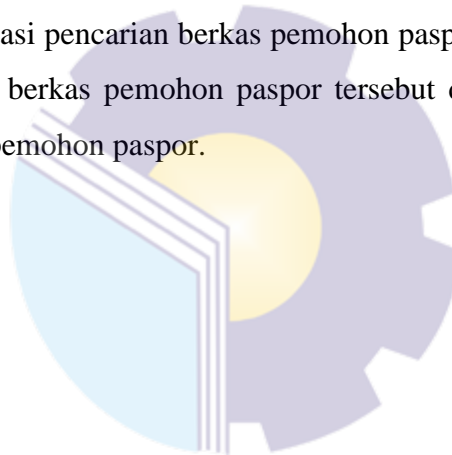 asi pencarian berkas pemohon pasp
berkas pemohon paspor tersebut
pemohon paspor.